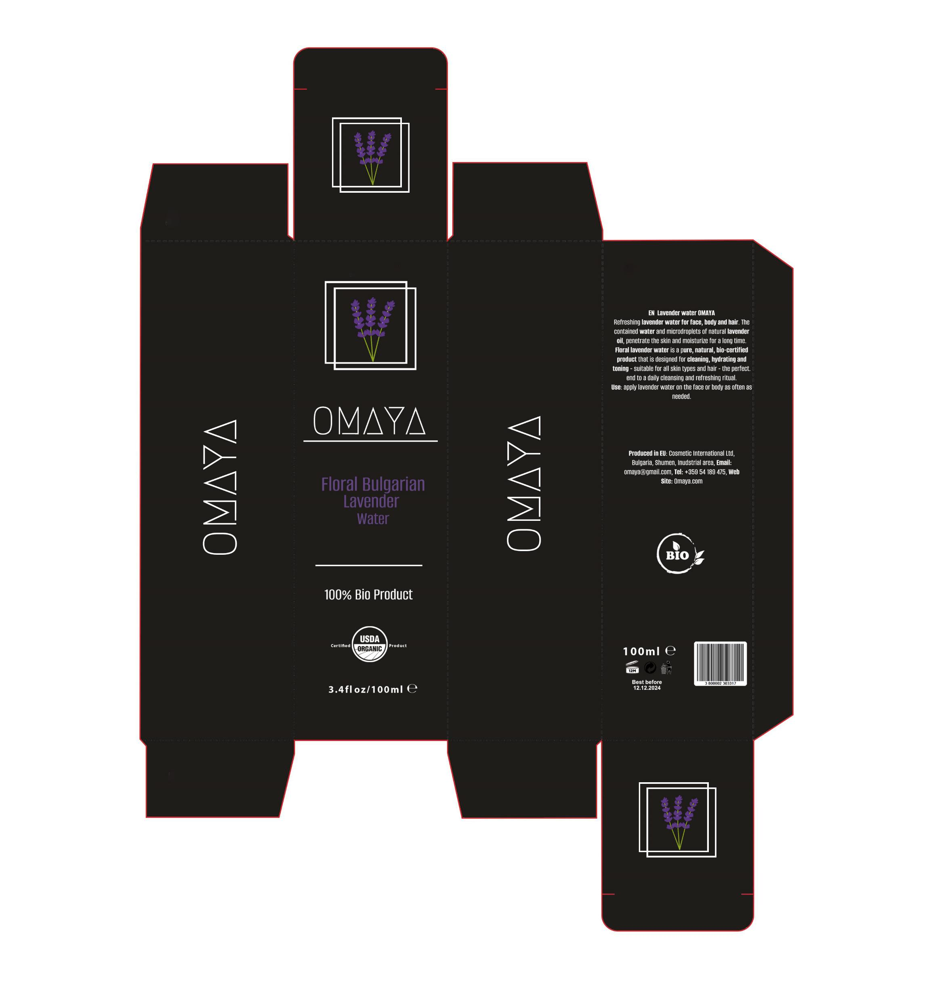 OMAYA
OMAYA
Floral Bulgarian
Lavender
Water
100% Bio Product
Certified USDA ORGANIC Product
3.4fl oz/100ml ℮
OMAYA
EN Lavender water OMAYA
Refreshing lavender water for face, body and hair. The
contained water and microdroplets of natural lavender
oil, penetrate the skin and moisturize for a long time.
Floral lavender water is a pure, natural, bio-certified
product that is designed for cleaning, hydrating and
toning - suitable for all skin types and hair - the perfect.
end to a daily cleansing and refreshing ritual.
Use: apply lavender water on the face or body as often as
needed.
Produced in EU: Cosmetic International Ltd,
Bulgaria, Shumen, Inudstrial area, Email:
omaya@gmail.com, Tel: +359 54 189 475, Web
Site: Omaya.com
BIO
100ml ℮
12M
Best before
12.12.2024
3 800002 303317